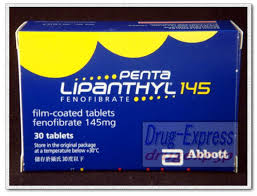 PENTA
LIPANTHYL 145
FENOFIBRATE
film-coated tablets
fenofibrate 145mg
30 tablets
Store in the original package
at a temperature below +30°C
Drug-Express
Abbott